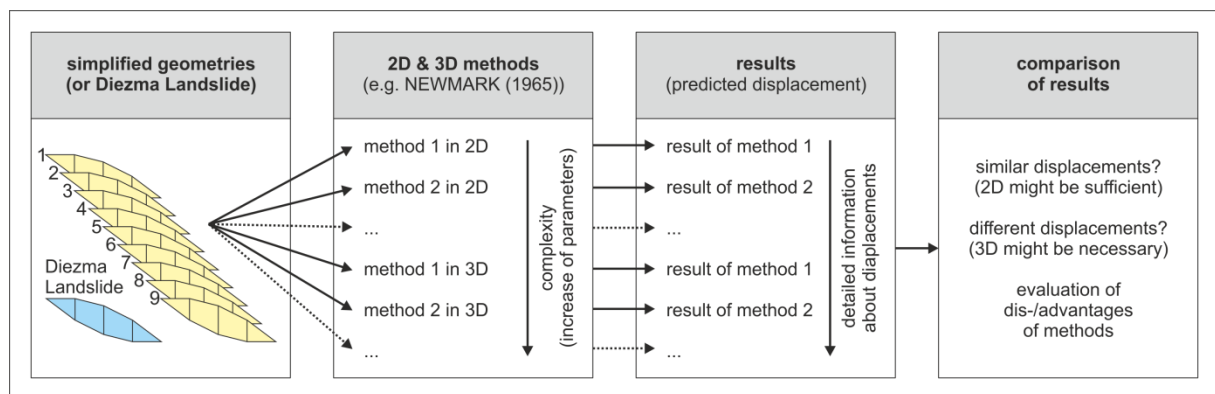 simplified geometries
(or Diezma Landslide)
1
2
3
4
5
6
7
8
9
Diezma
Landslide
2D & 3D methods
(e.g. NEWMARK (1965))
method 1 in 2D
method 2 in 2D
...
method 1 in 3D
method 2 in 3D
...
complexity
(increase of parameters)
results
(predicted displacement)
result of method 1
result of method 2
...
result of method 1
result of method 2
...
detailed information
about diaplacements
comparison
of results
similar displacements?
(2D might be sufficient)
different displacements?
(3D might be necessary)
evaluation of
dis-/advantages
of methods